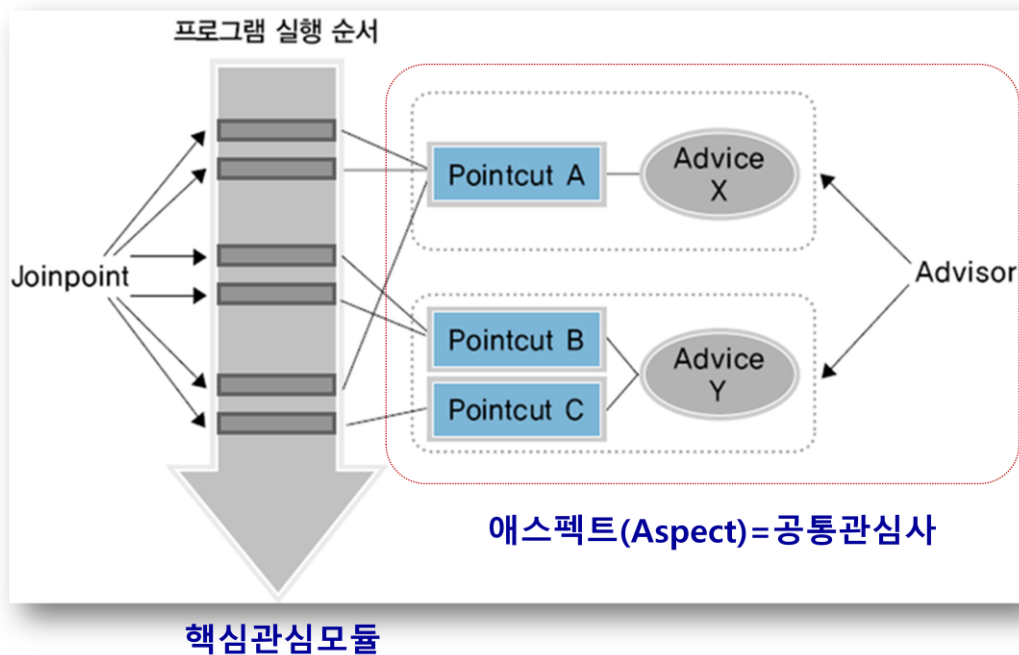 프로그램 실행 순서
Joinpoint
Pointcut A
Advice
X
Pointcut B
Pointcut C
Advice
Y
Advisor
애스펙트(Aspect)=공통관심사
핵심관심모듈